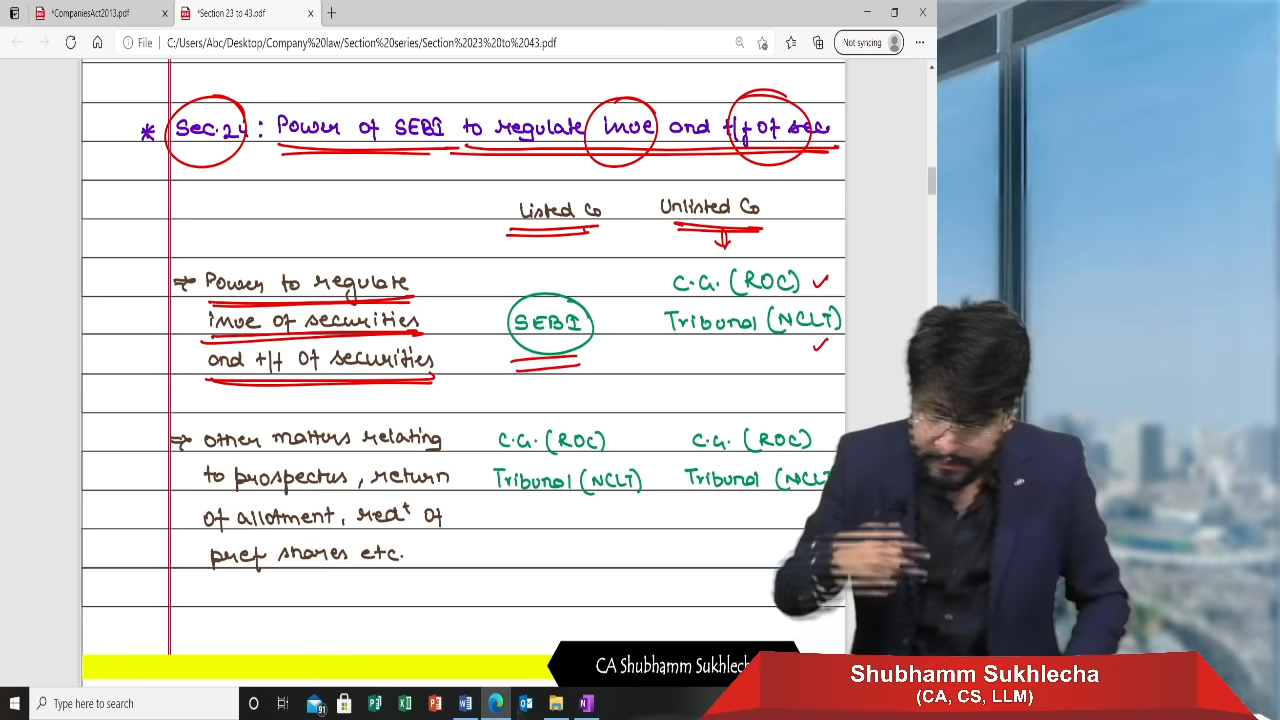 *CompaniesAct2013.pdf
*Section 23 to 43.pdf
File
C:/Users/Abc/Desktop/Company%20law/Section%20series/Section%2023%20to%2043.pdf
Not syncing
* Sec.24 : Power of SEBI to regulate and t/f of sec
Listed Co Unlisted Co
⇒ Power to regulate C.G. (ROC) ✓
of securities SEBI Tribunal (NCLT)
and t/f of securities ✓
⇒ other matters relating C.G. (ROC) C.G. (ROC)
to prospectus, return Tribunal (NCLT) Tribunal (NCLT
of allotment, redt of
pref shares etc.
CA Shubhamm Sukhlech
Shubhamm Sukhlecha
(CA, CS, LLM)
Type here to search
91